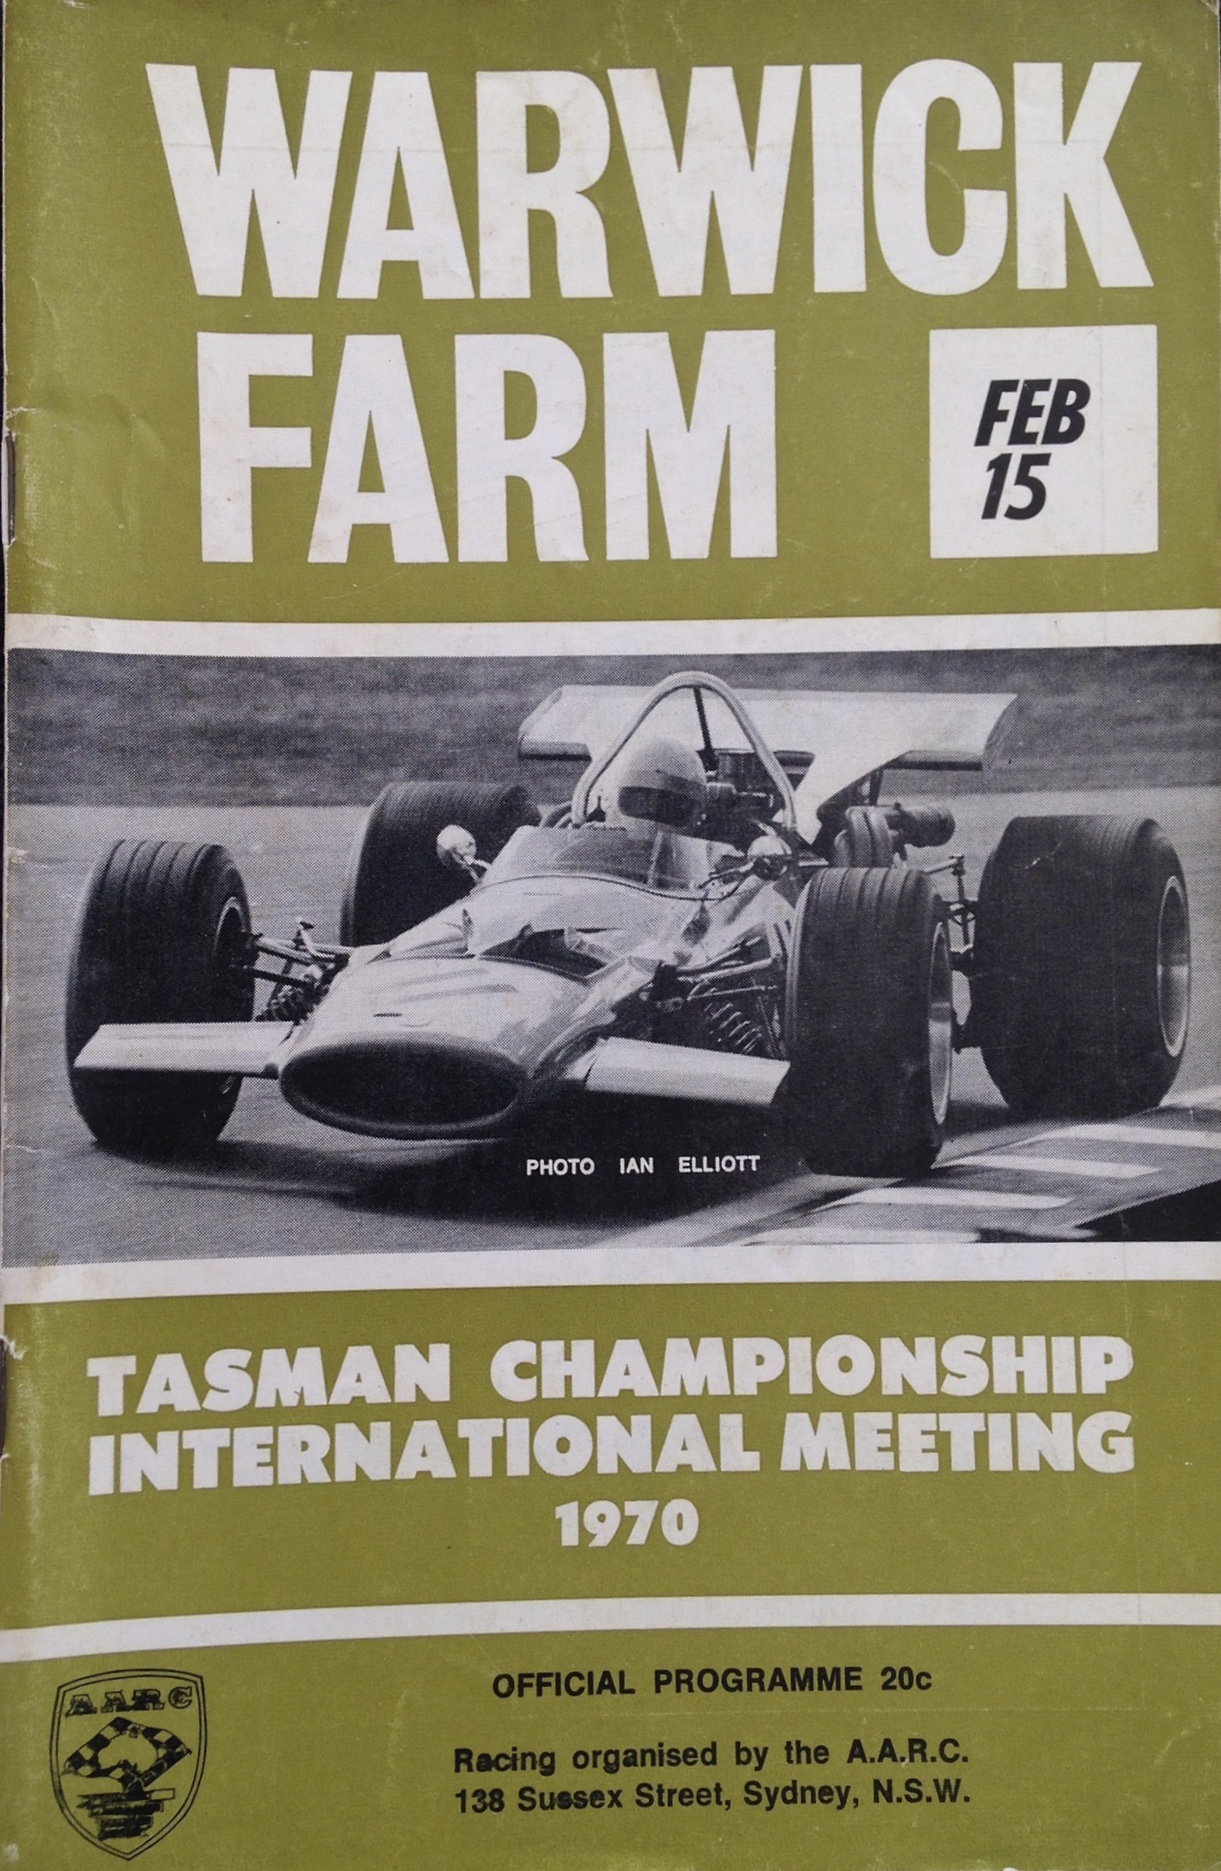 WARWICK
FARM
FEB
15
PHOTO IAN ELLIOTT
TASMAN CHAMPIONSHIP
INTERNATIONAL MEETING
1970
OFFICIAL PROGRAMME 20c
Racing organised by the A.A.R.C.
138 Sussex Street, Sydney, N.S.W.
AARC